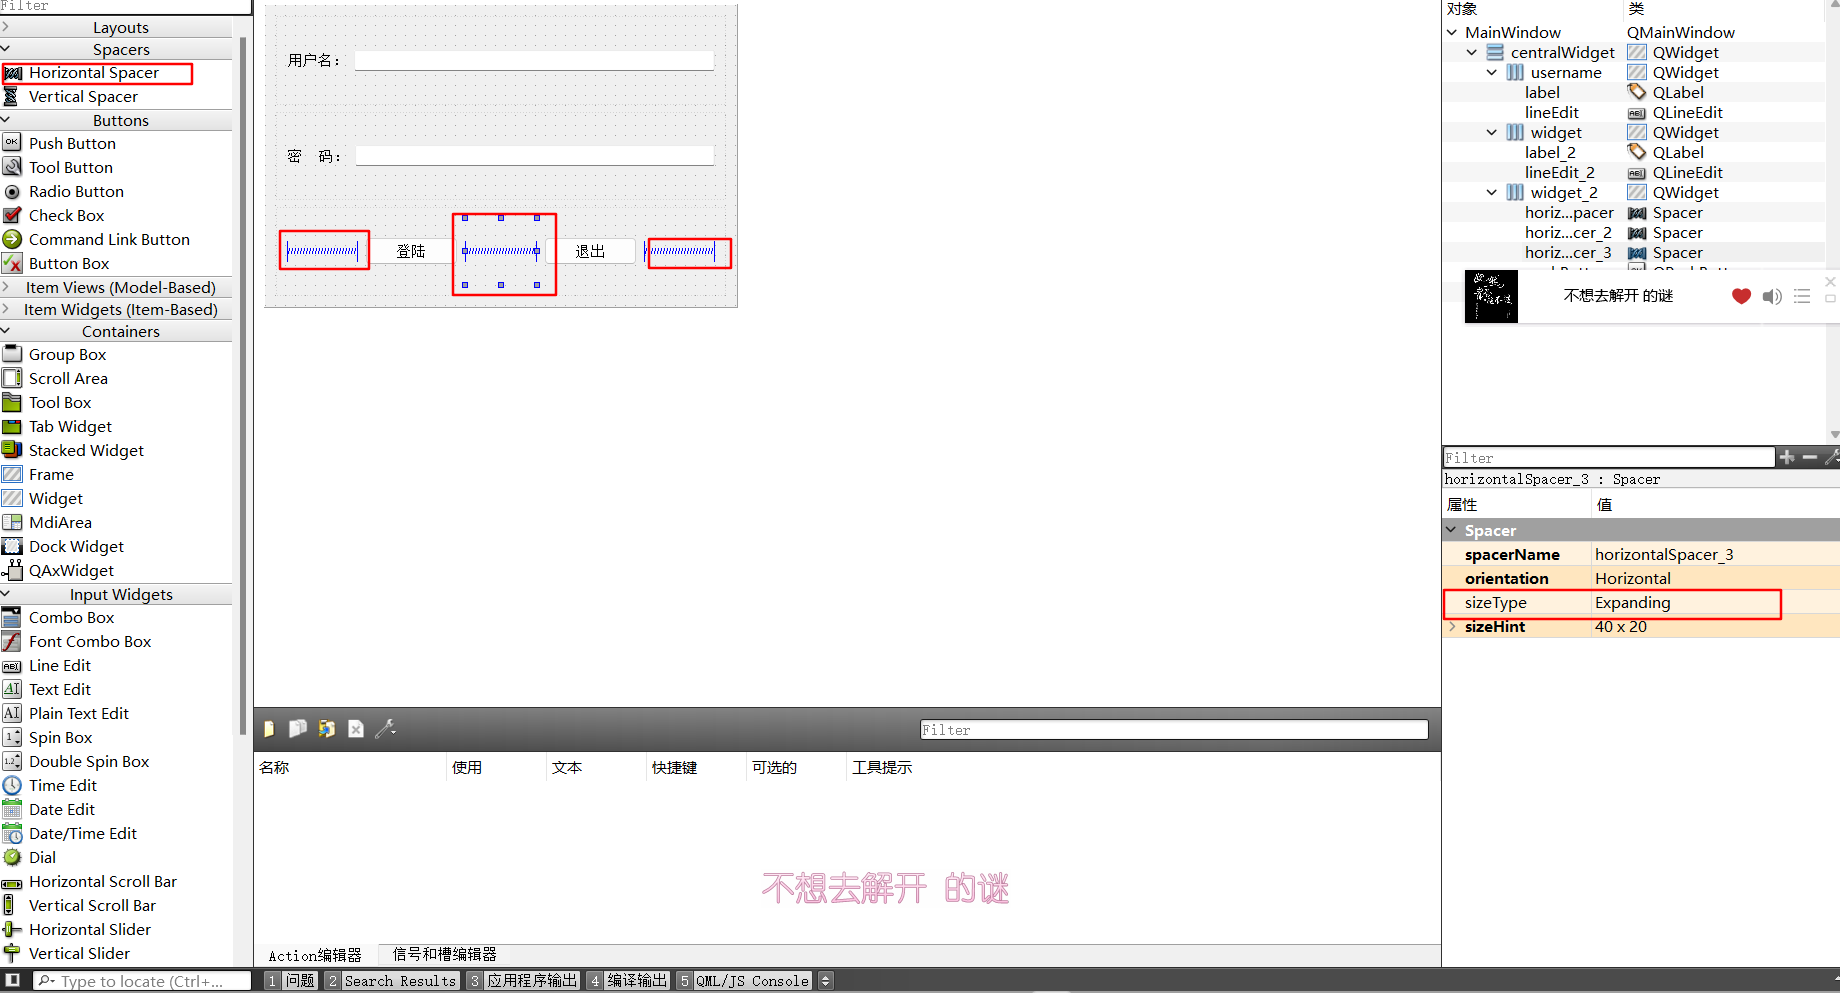 Filter
Layouts
Spacers
Horizontal Spacer
Vertical Spacer
Buttons
Push Button
Tool Button
Radio Button
Check Box
Command Link Button
Button Box
Item Views (Model-Based)
Item Widgets (Item-Based)
Containers
Group Box
Scroll Area
Tool Box
Tab Widget
Stacked Widget
Frame
Widget
MdiArea
Dock Widget
QAxWidget
Input Widgets
Combo Box
Font Combo Box
Line Edit
Text Edit
Plain Text Edit
Spin Box
Double Spin Box
Time Edit
Date Edit
Date/Time Edit
Dial
Horizontal Scroll Bar
Vertical Scroll Bar
Horizontal Slider
Vertical Slider
用户名：
密 码：
登陆
退出
对象 类
MainWindow QMainWindow
centralWidget QWidget
username QWidget
label QLabel
lineEdit QLineEdit
widget QWidget
label_2 QLabel
lineEdit_2 QLineEdit
widget_2 QWidget
horiz...pacer Spacer
horiz...cer_2 Spacer
horiz...cer_3 Spacer
不想去解开 的谜
Filter
horizontalSpacer_3 : Spacer
属性 值
Spacer
spacerName horizontalSpacer_3
orientation Horizontal
sizeType Expanding
sizeHint 40 x 20
Filter
名称 使用 文本 快捷键 可选的 工具提示
不想去解开 的谜
Action编辑器 信号和槽编辑器
Type to locate (Ctrl+...
1 问题 2 Search Results 3 应用程序输出 4 编译输出 5 QML/JS Console